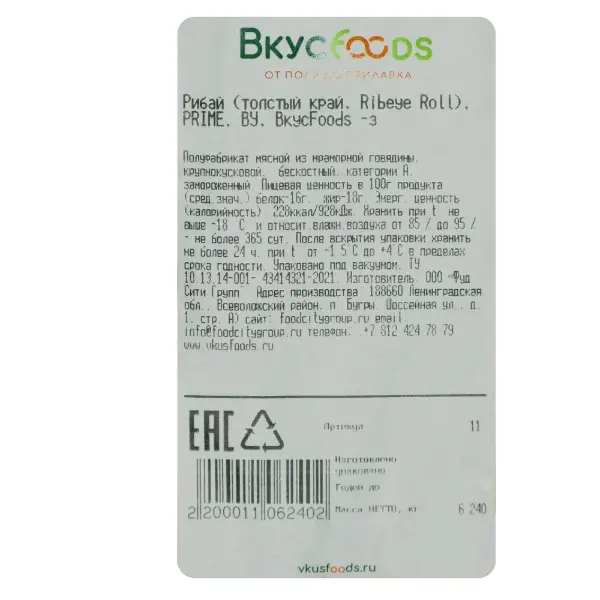 ВкусFoods
ОТ ПОЛЯ ДО ПРИЛАВКА
Рибай (толстый край, Ribeye Roll),
PRIME, ВУ, ВкусFoods -з
Полуфабрикат мясной из мраморной говядины,
крупнокусковой, бескостный, категории А,
замороженный. Пищевая ценность в 100г продукта
(сред.знач.) белок-16г. жир-18г. Энерг. ценность
(калорийность) 228ккал/928кДж. Хранить при t не
выше -18 С и относит.влажн.воздуха от 85/ до 95/
- не более 365 сут. После вскрытия упаковки хранить
не более 24 ч. при t от -1 5°С до +4°С в пределах
срока годности. Упаковано под вакуумом. ТУ
10.13.14-001- 43414321-2021. Изготовитель: ООО "Фуд
Сити Групп" Адрес производства 188660 Ленинградская
обл., Всеволожский район, п Бугры, Шоссейная ул., д.
1, стр. А) сайт: foodcitygroup.ru email:
info@foodcitygroup.ru телефон: +7 812 424 78 79
www.vkusfoods.ru
EAC
Артикул 11
Изготовлено
упаковано
Годен до
Масса НЕТТО, кг 6 240
2 200011 062402
vkusfoods.ru